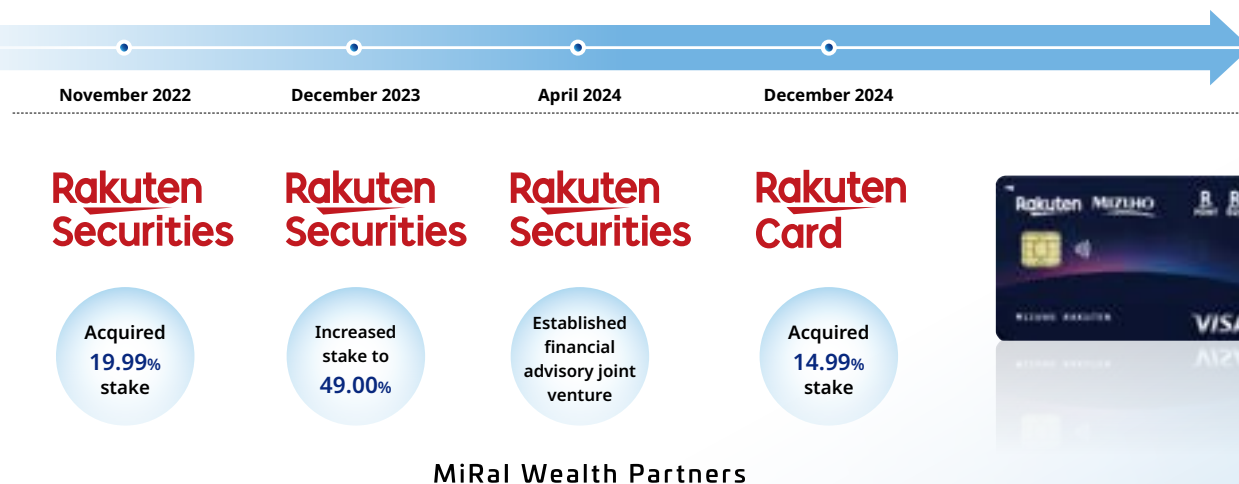 November 2022
December 2023
April 2024
December 2024
Rakuten
Securities
Rakuten
Securities
Rakuten
Securities
Rakuten
Card
Acquired
19.99%
stake
Increased
stake to
49.00%
Established
financial
advisory joint
venture
Acquired
14.99%
stake
Rakuten MIZUHO
MIZUHO RAKUTEN
MiRaI Wealth Partners